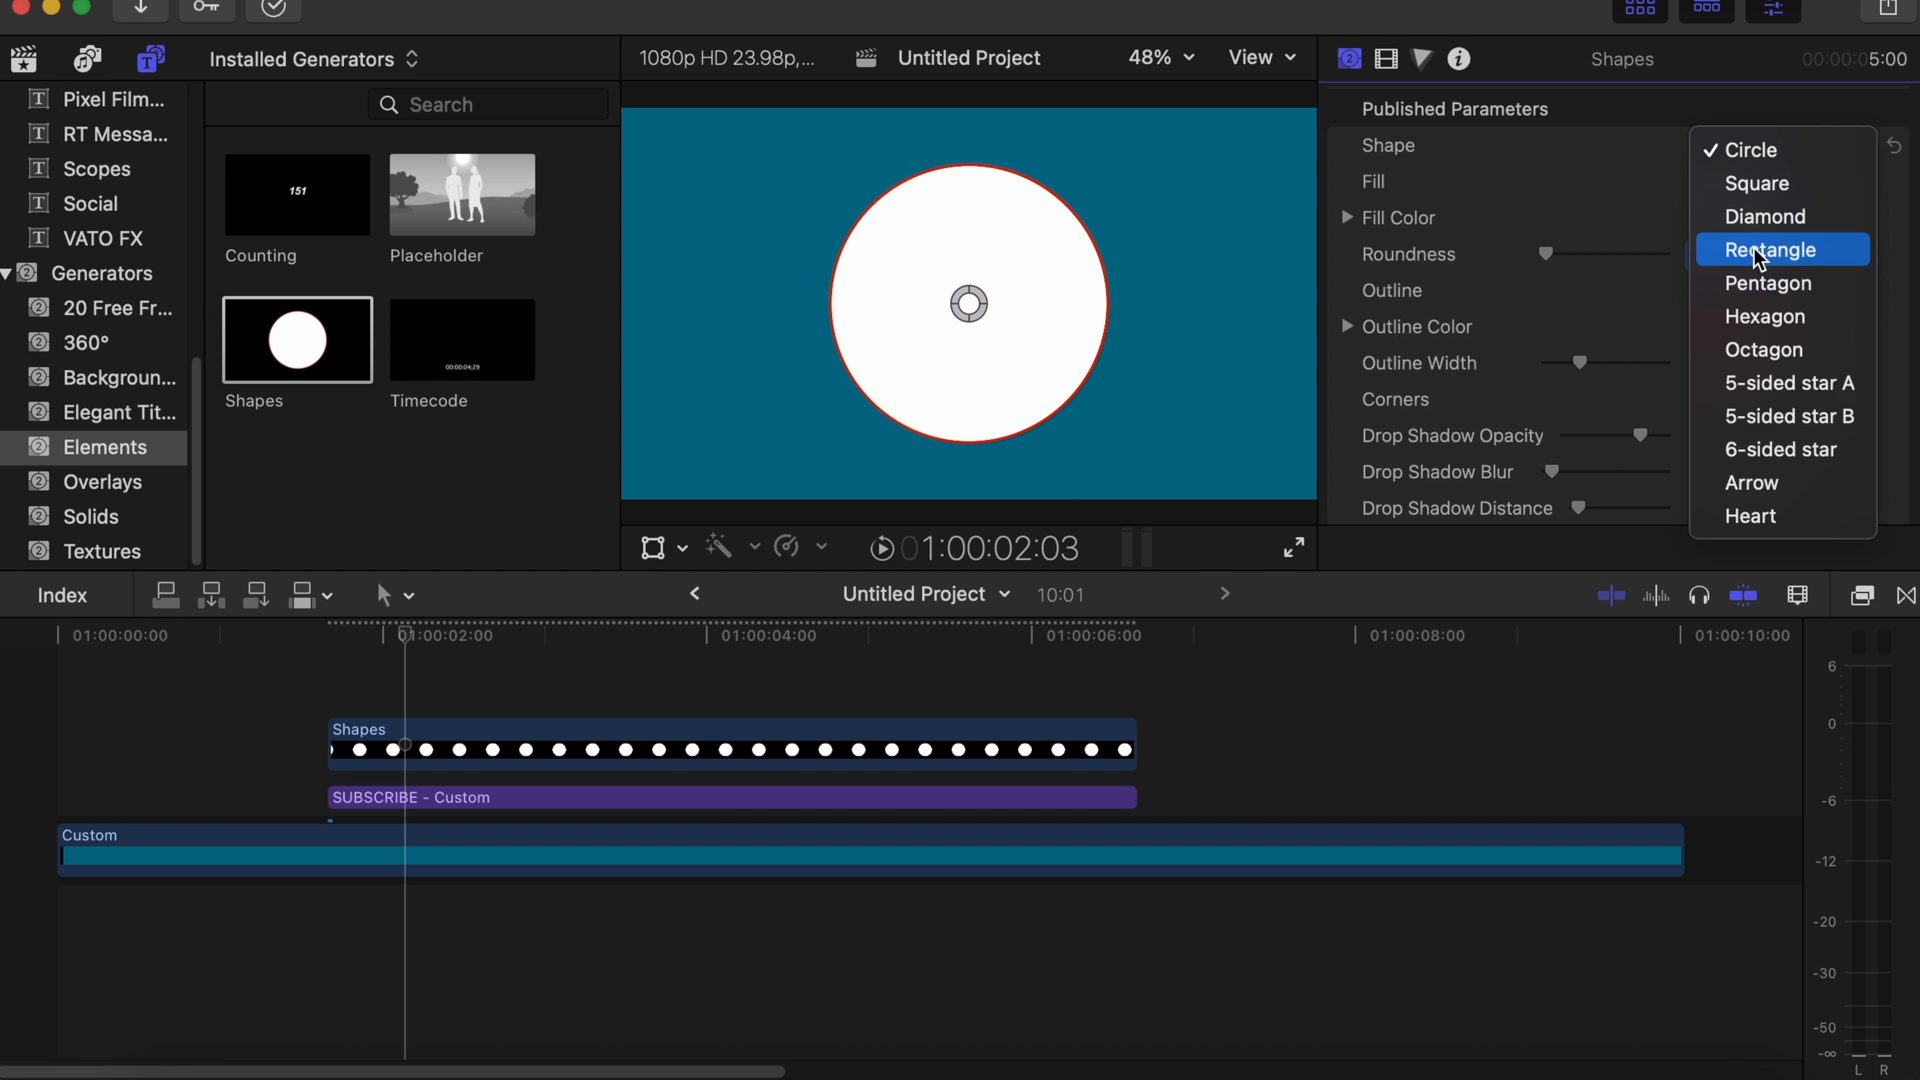 Installed Generators
1080p HD 23.98p,...
Untitled Project
48%
View
Shapes
00:00:05:00
Pixel Film...
RT Messa...
Scopes
Social
VATO FX
Generators
20 Free Fr...
360°
Backgroun...
Elegant Tit...
Elements
Overlays
Solids
Textures
Search
151
Counting
Placeholder
Shapes
00:00:04;29
Timecode
Published Parameters
Shape
Fill
Fill Color
Roundness
Outline
Outline Color
Outline Width
Corners
Drop Shadow Opacity
Drop Shadow Blur
Drop Shadow Distance
✓ Circle
Square
Diamond
Rectangle
Pentagon
Hexagon
Octagon
5-sided star A
5-sided star B
6-sided star
Arrow
Heart
01:00:02:03
Index
Untitled Project
10:01
01:00:00:00
01:00:02:00
01:00:04:00
01:00:06:00
01:00:08:00
01:00:10:00
Shapes
SUBSCRIBE - Custom
Custom
6
0
-6
-12
-20
-30
-50
-∞
L R